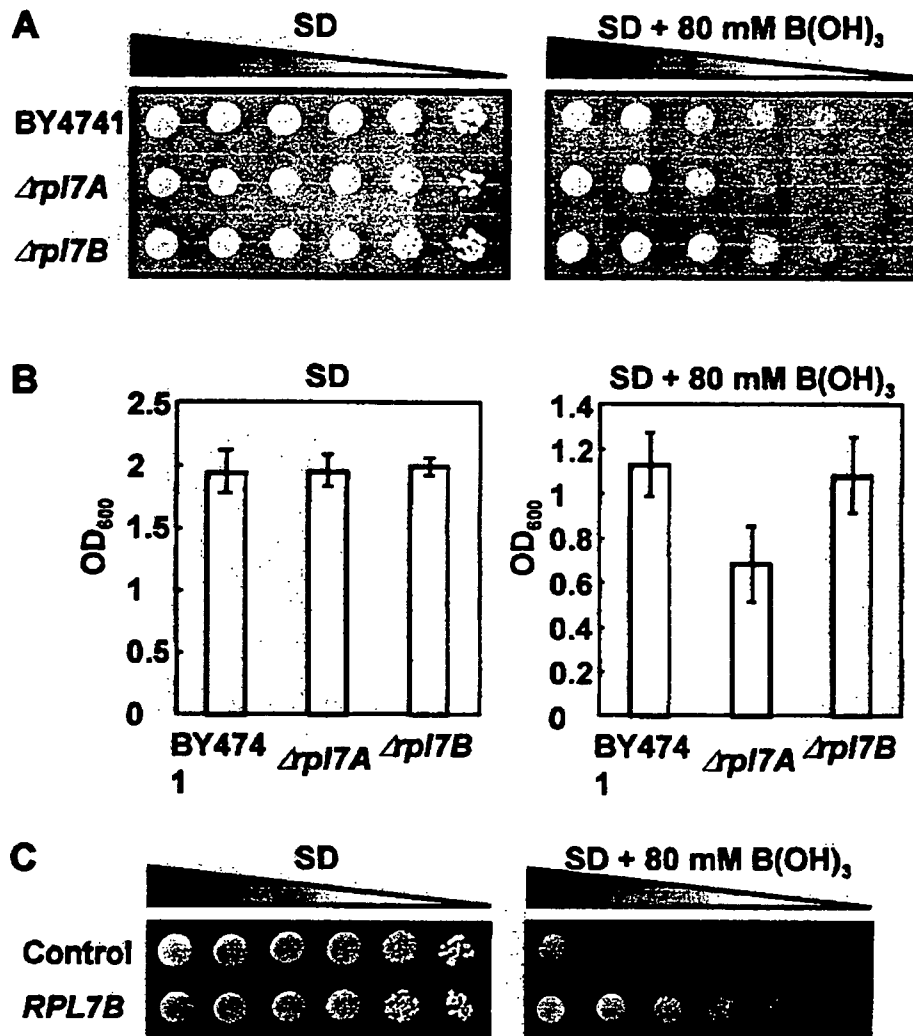 A
SD
SD + 80 mM B(OH)₃
BY4741
Δrpl7A
Δrpl7B
B
SD
SD + 80 mM B(OH)₃
OD₆₀₀
2.5
2
1.5
1
0.5
0
BY474
1
Δrpl7A
Δrpl7B
OD₆₀₀
1.4
1.2
1
0.8
0.6
0.4
0.2
0
BY474
1
Δrpl7A
Δrpl7B
C
SD
SD + 80 mM B(OH)₃
Control
RPL7B